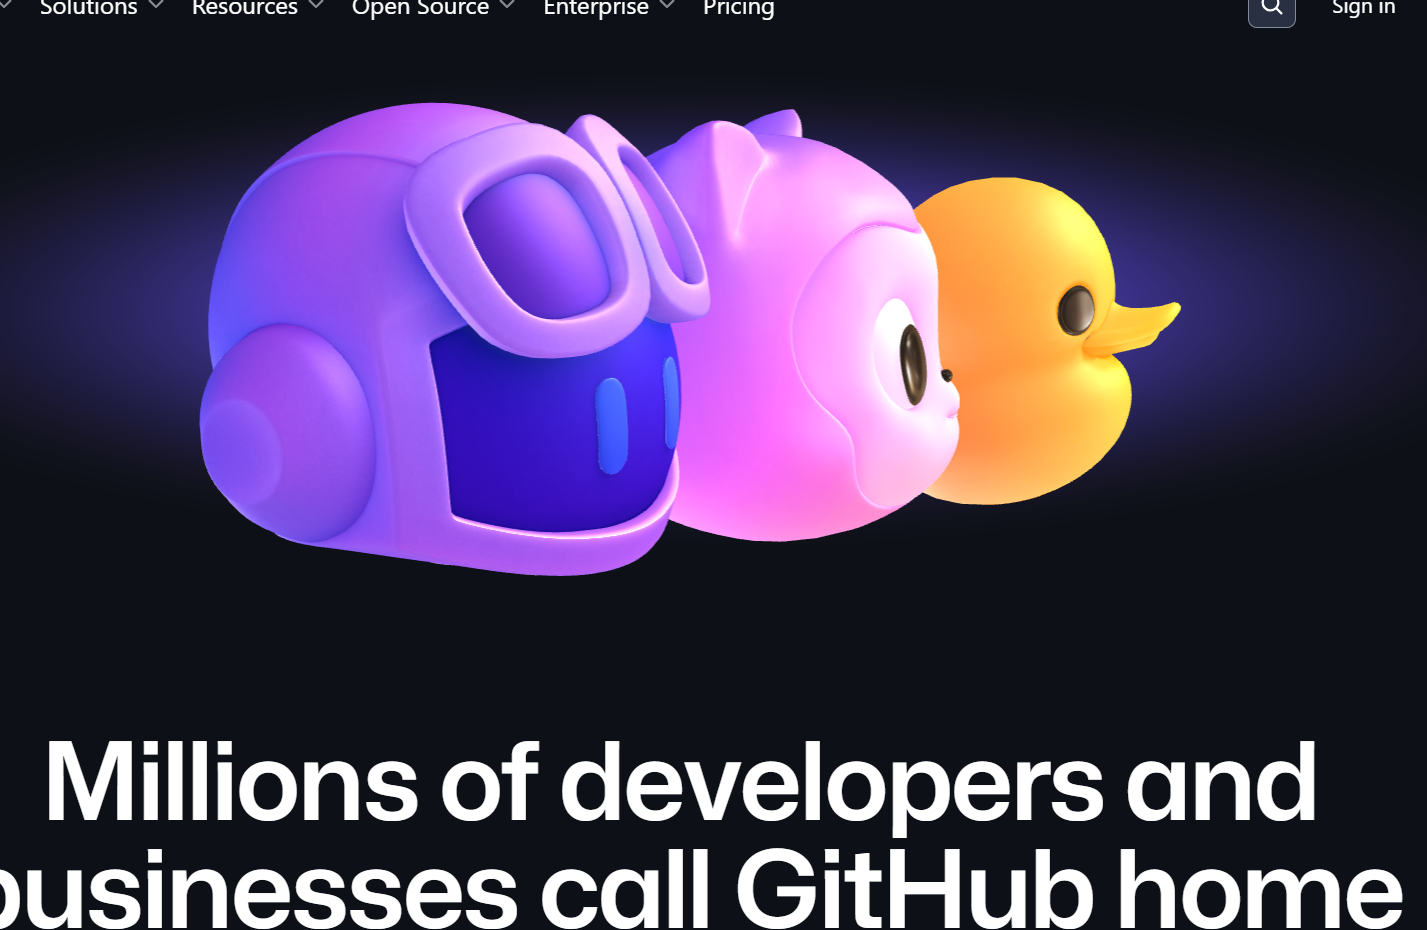 Solutions Resources Open Source Enterprise Pricing Sign in
Millions of developers and
businesses call GitHub home